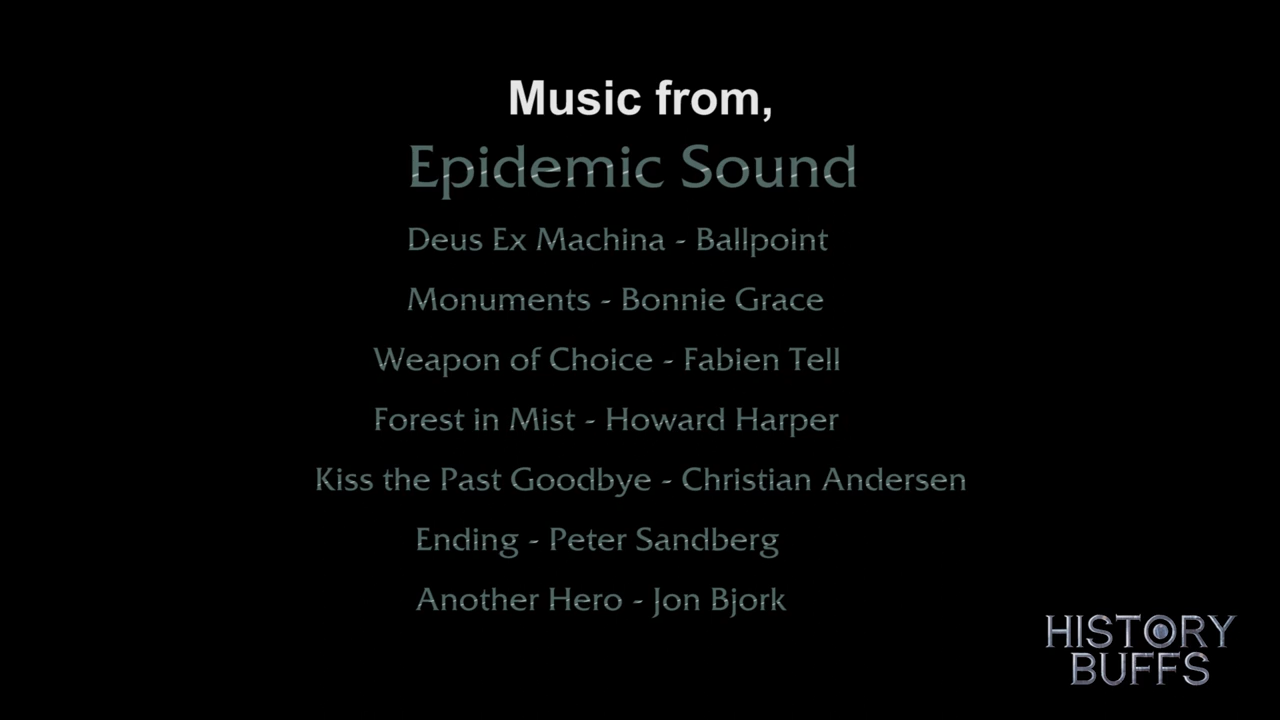 Music from,
Epidemic Sound
Deus Ex Machina - Ballpoint
Monuments - Bonnie Grace
Weapon of Choice - Fabien Tell
Forest in Mist - Howard Harper
Kiss the Past Goodbye - Christian Andersen
Ending - Peter Sandberg
Another Hero - Jon Bjork
HISTORY
BUFFS